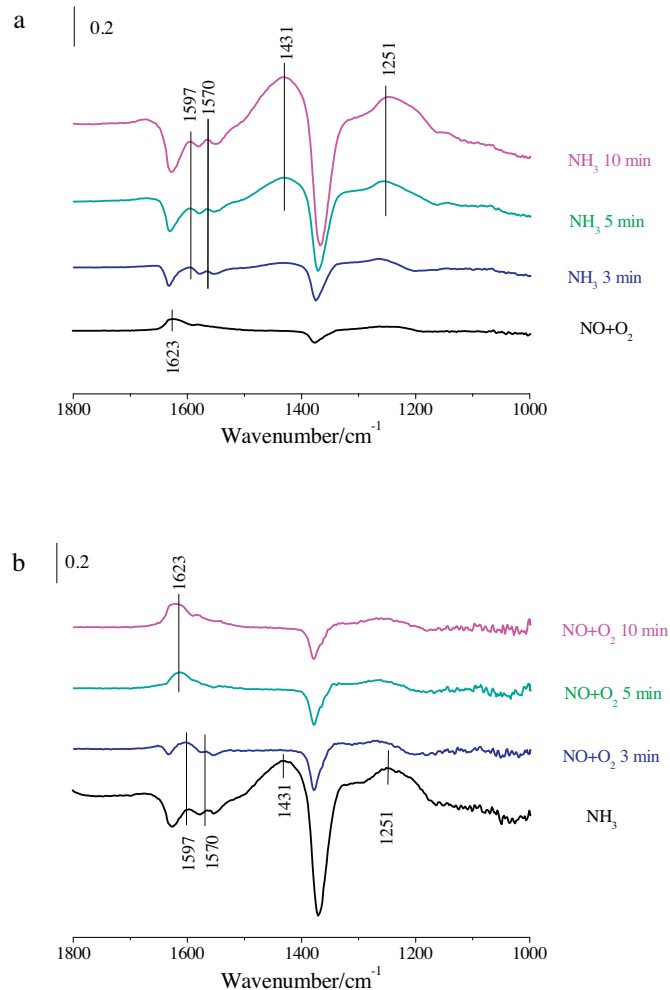 a
0.2
1431
1251
1597
1570
NH₃ 10 min
NH₃ 5 min
NH₃ 3 min
NO+O₂
1623
1800 1600 1400 1200 1000
Wavenumber/cm⁻¹
b
0.2
1623
NO+O₂ 10 min
NO+O₂ 5 min
NO+O₂ 3 min
NH₃
1431
1251
1597
1570
1800 1600 1400 1200 1000
Wavenumber/cm⁻¹